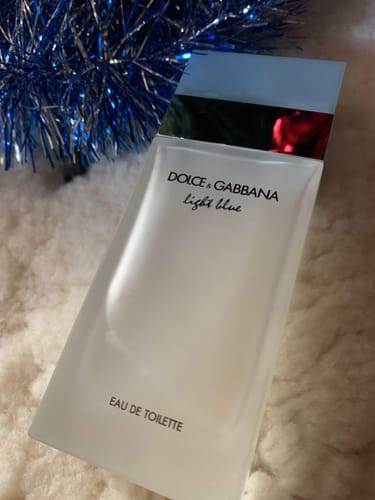 DOLCE & GABBANA
light blue
EAU DE TOILETTE